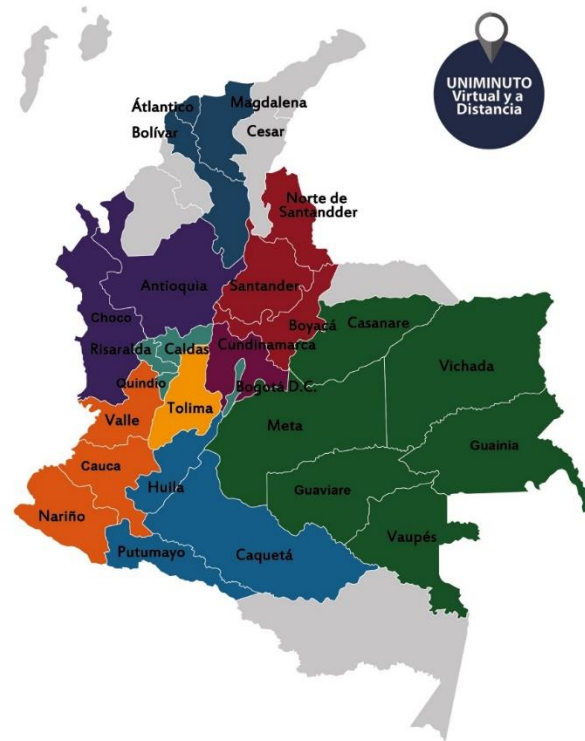 UNIMINUTO
Virtual y a
Distancia
Átlantico
Magdalena
Bolívar
Cesar
Norte de
Santandder
Antioquia
Santander
Choco
Boyacá
Casanare
Risaralda
Caldas
Cundinamarca
Vichada
Quindio
Bogotá D.C.
Tolima
Valle
Meta
Guainia
Cauca
Huila
Guaviare
Nariño
Vaupés
Putumayo
Caquetá